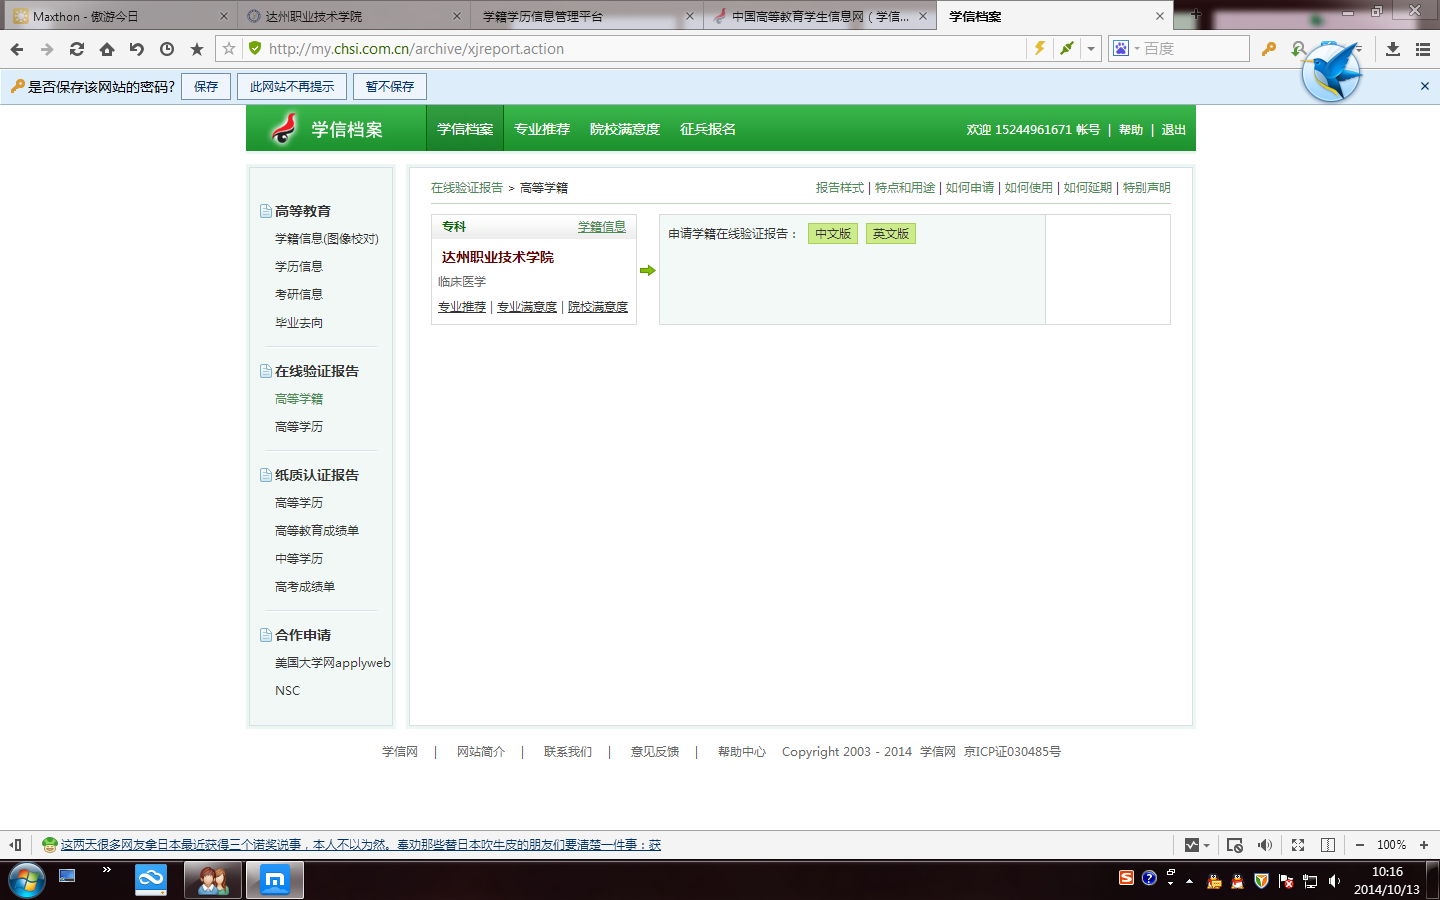 Maxthon - 傲游今日
达州职业技术学院
学籍学历信息管理平台
中国高等教育学生信息网（学信...
学信档案
http://my.chsi.com.cn/archive/xjreport.action
百度
是否保存该网站的密码?
保存
此网站不再提示
暂不保存
学信档案
学信档案
专业推荐
院校满意度
征兵报名
欢迎 15244961671 帐号 | 帮助 | 退出
高等教育
学籍信息(图像校对)
学历信息
考研信息
毕业去向
在线验证报告
高等学籍
高等学历
纸质认证报告
高等学历
高等教育成绩单
中等学历
高考成绩单
合作申请
美国大学网applyweb
NSC
在线验证报告 > 高等学籍
报告样式 | 特点和用途 | 如何申请 | 如何使用 | 如何延期 | 特别声明
专科
学籍信息
达州职业技术学院
临床医学
专业推荐 | 专业满意度 | 院校满意度
申请学籍在线验证报告：
中文版
英文版
学信网 | 网站简介 | 联系我们 | 意见反馈 | 帮助中心 Copyright 2003 - 2014 学信网 京ICP证030485号
这两天很多网友拿日本最近获得三个诺奖说事，本人不以为然。奉劝那些替日本吹牛皮的朋友们要清楚一件事：获
100%
10:16
2014/10/13